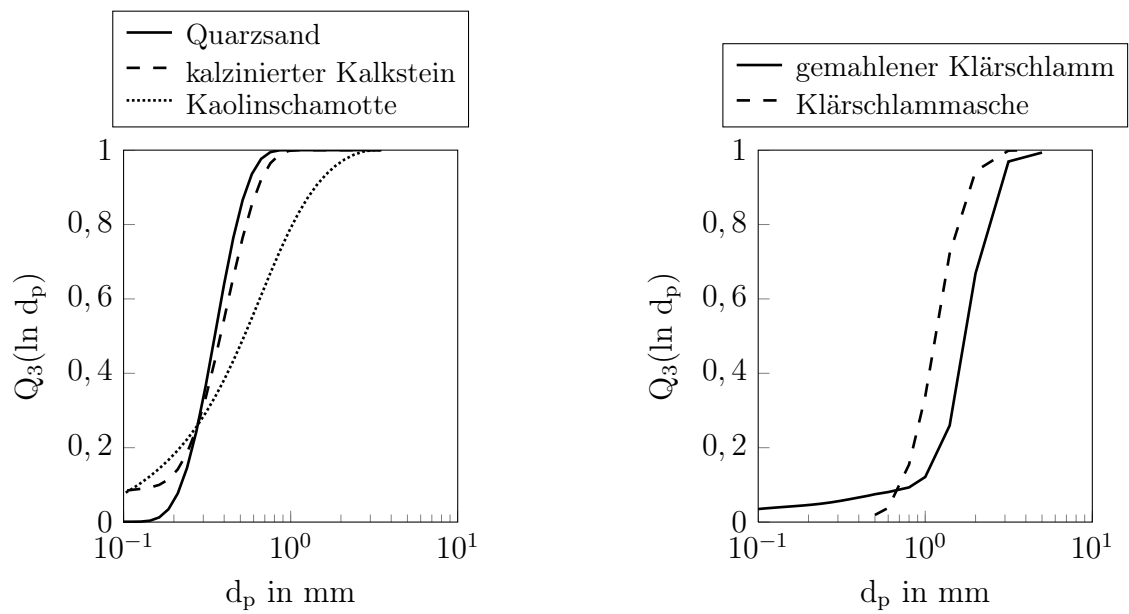 Quarzsand
kalzinierter Kalkstein
Kaolinschamotte
1
0,8
0,6
0,4
0,2
0
Q₃(ln dₚ)
10⁻¹
10⁰
10¹
dₚ in mm
gemahlener Klärschlamm
Klärschlammasche
1
0,8
0,6
0,4
0,2
0
Q₃(ln dₚ)
10⁻¹
10⁰
10¹
dₚ in mm